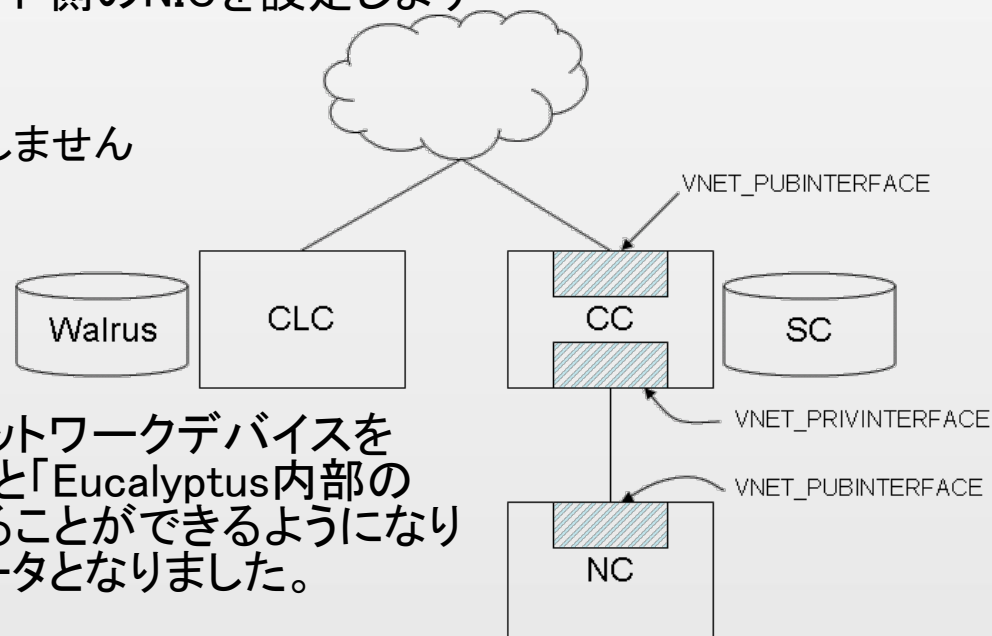 ド側のNICを設定します
しません
VNET_PUBINTERFACE
Walrus
CLC
CC
SC
ットワークデバイスを
と「Eucalyptus内部の
ることができるようになり
ータとなりました。
VNET_PRIVINTERFACE
VNET_PUBINTERFACE
NC